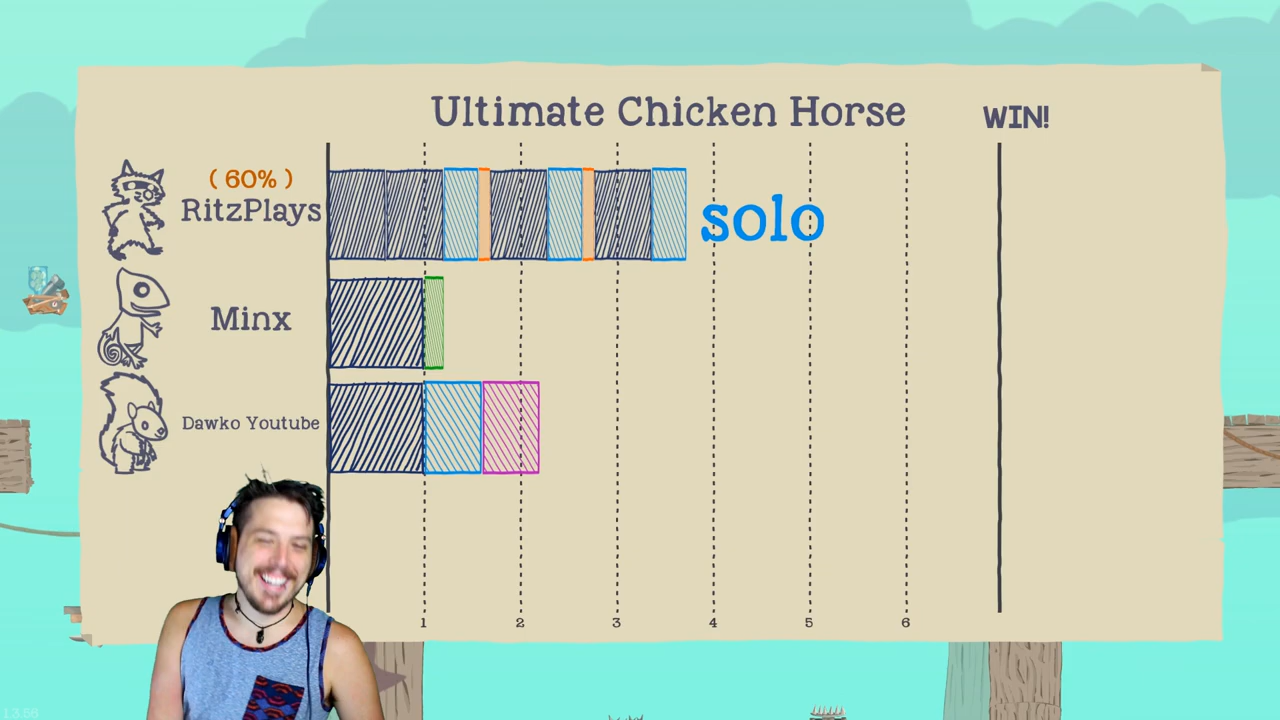 Ultimate Chicken Horse
WIN!
( 60% )
RitzPlays
solo
Minx
Dawko Youtube
1 2 3 4 5 6